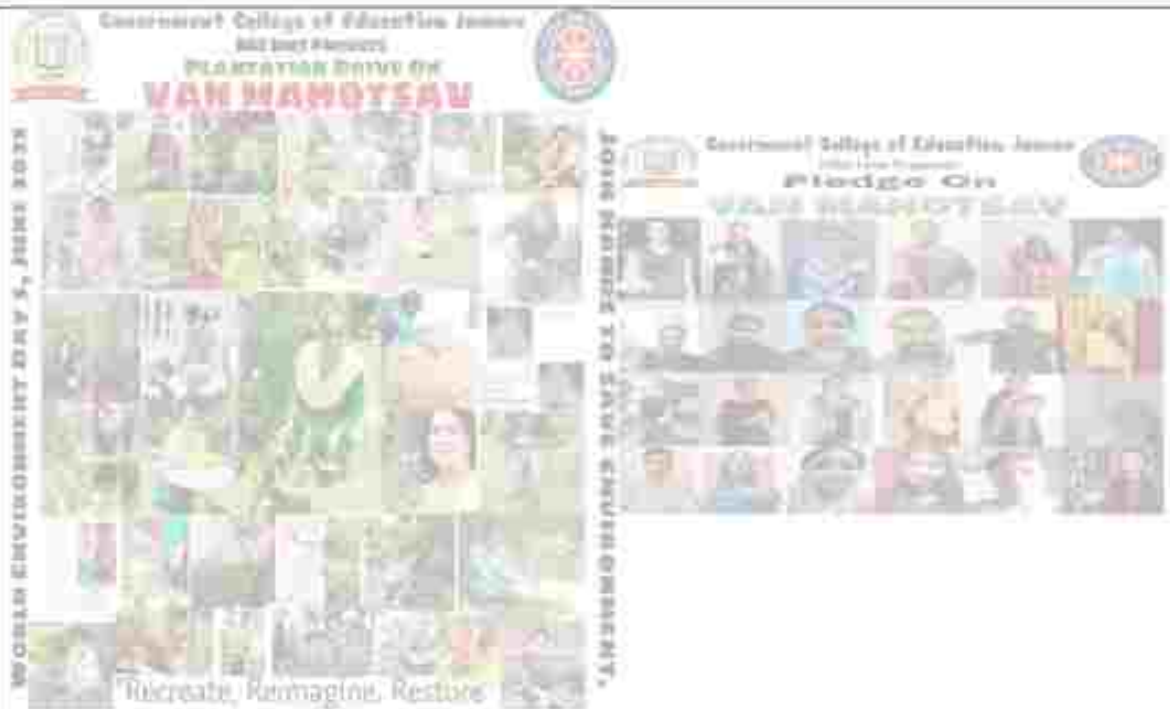 Government College of Education Jammu
PLANTATION DRIVE ON
VAN MAHOTSAV
WORLD ENVIRONMENT DAY 5, JUNE
JOIN HANDS TO SAVE ENVIRONMENT.
Recreate, Reimagine, Restore
Government College of Education, Jammu
Pledge On
VAN MAHOTSAV